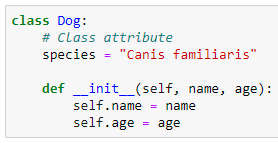 class Dog:
    # Class attribute
    species = "Canis familiaris"

    def __init__(self, name, age):
        self.name = name
        self.age = age